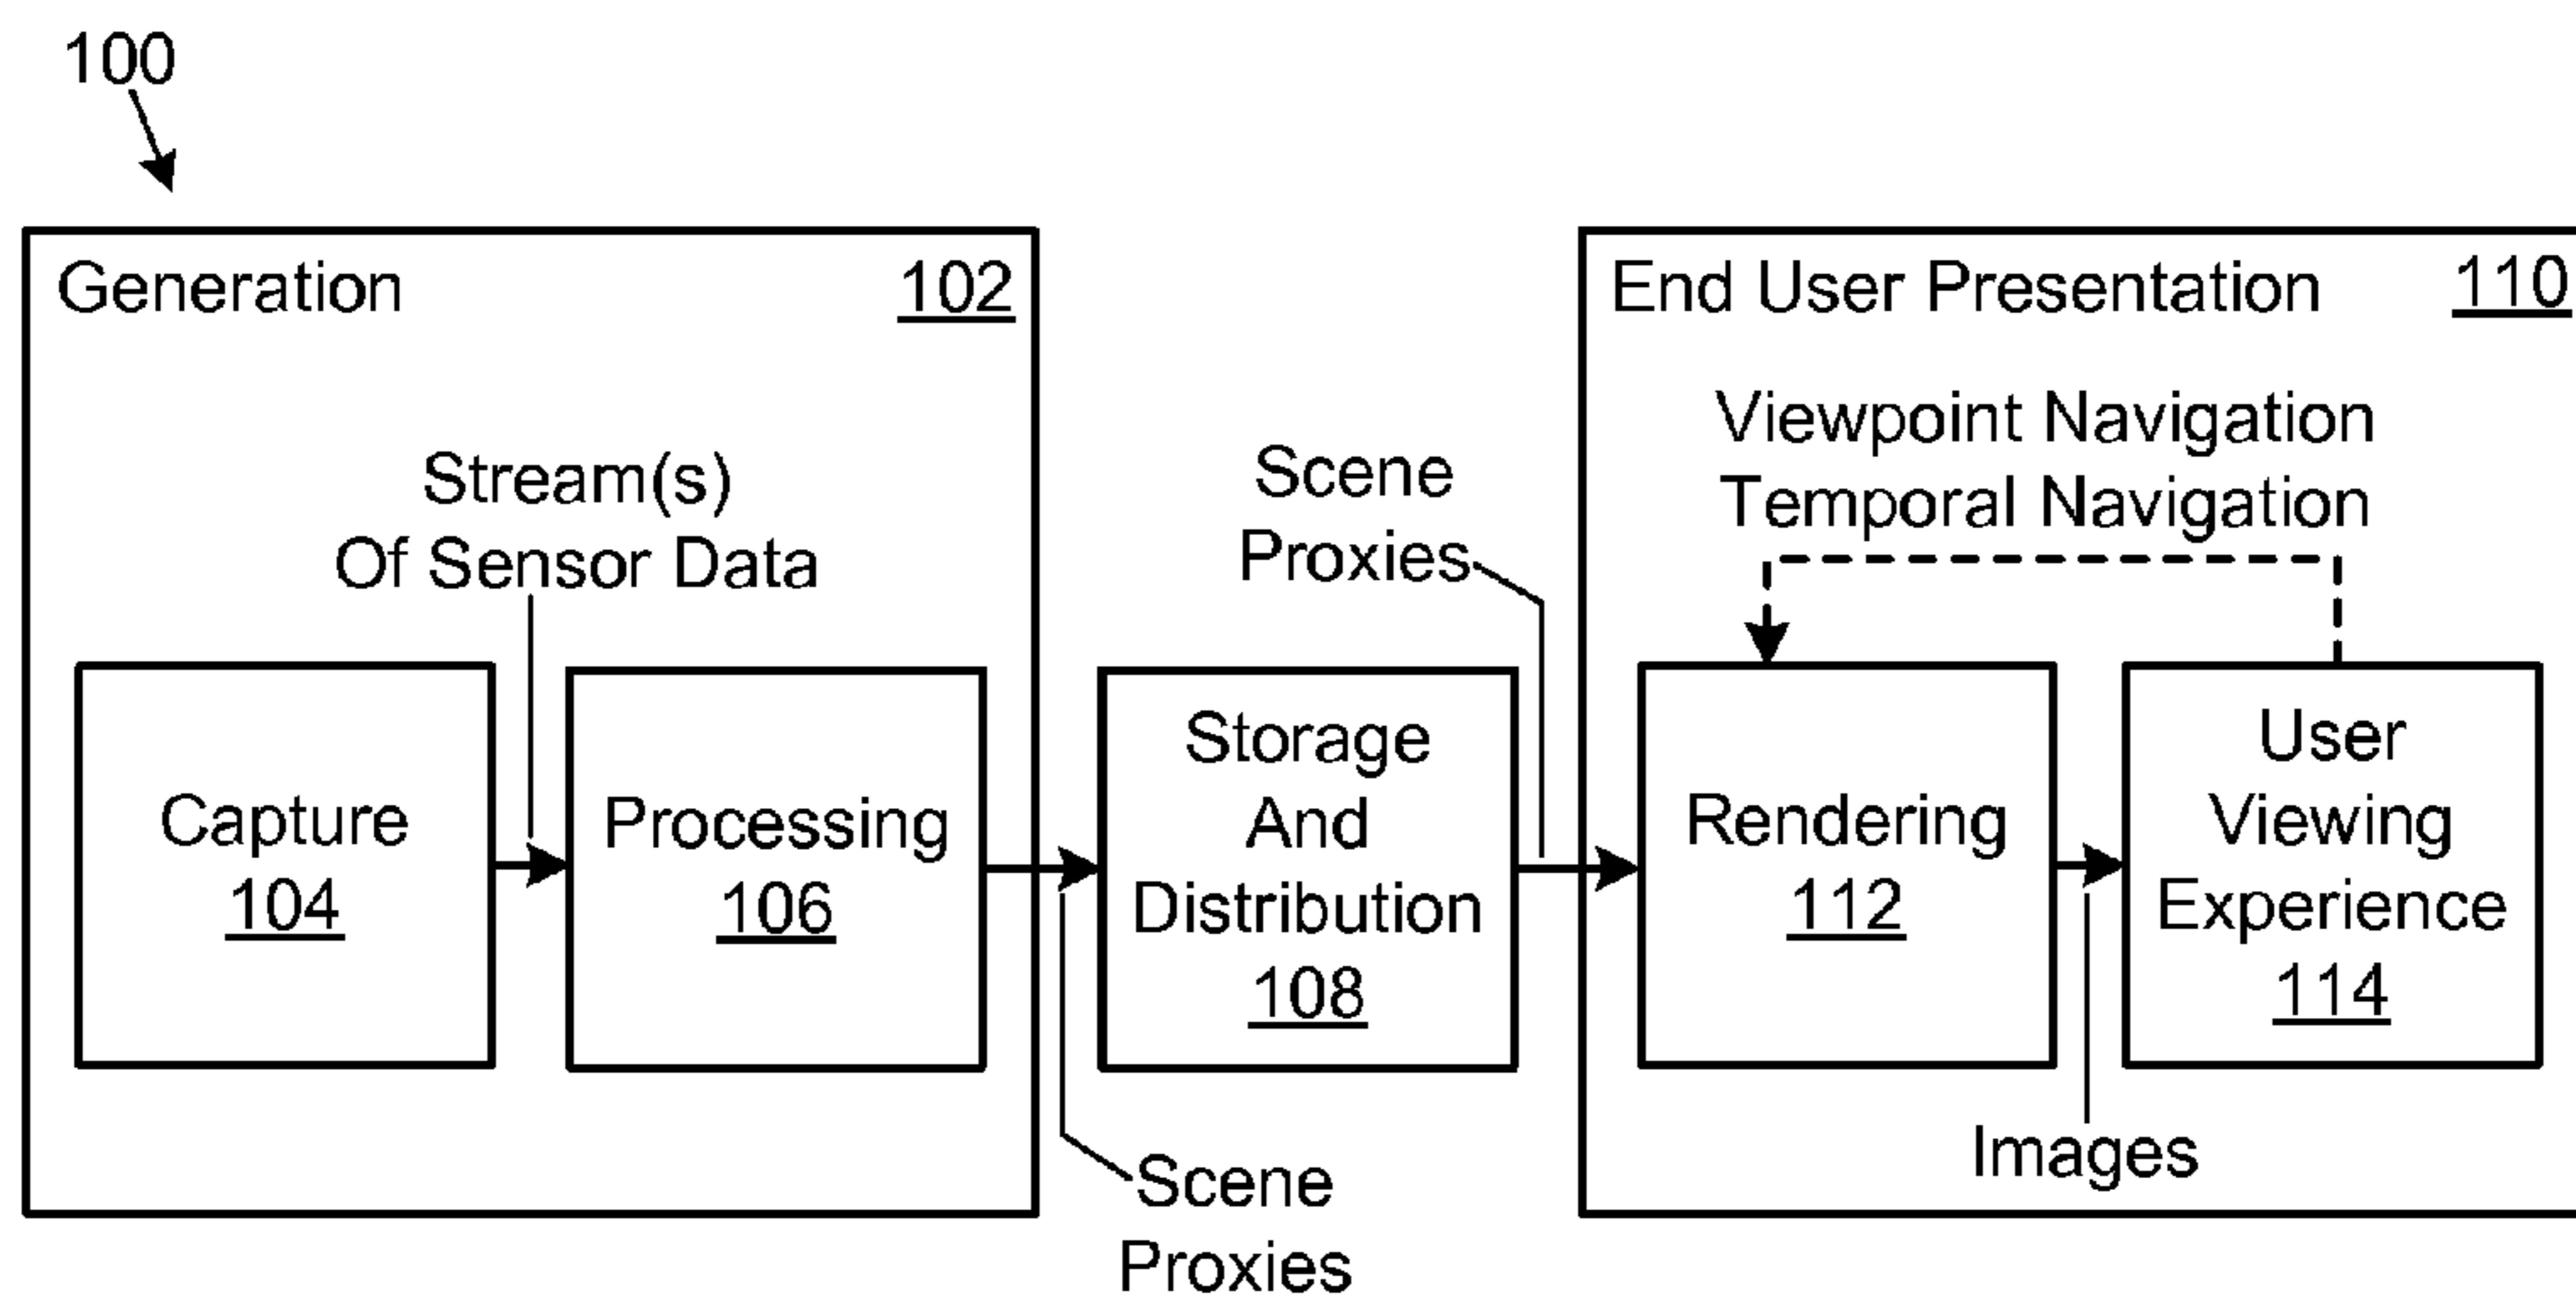 100
Generation 102
Stream(s)
Of Sensor Data
Capture
104
Processing
106
Scene
Proxies
Storage
And
Distribution
108
Scene
Proxies
End User Presentation 110
Viewpoint Navigation
Temporal Navigation
Rendering
112
User
Viewing
Experience
114
Images